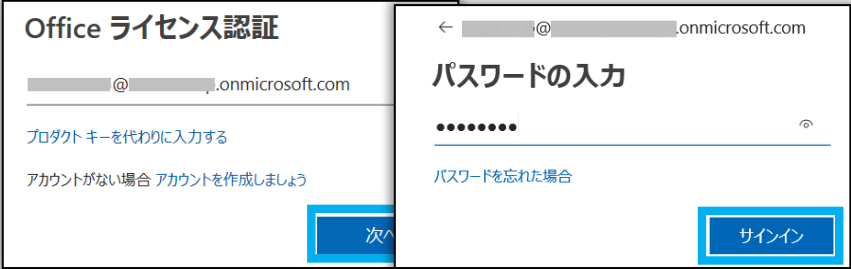 Office ライセンス認証
@ .onmicrosoft.com
プロダクト キーを代わりに入力する
アカウントがない場合 アカウントを作成しましょう
次へ
← @ .onmicrosoft.com
パスワードの入力
●●●●●●●●
パスワードを忘れた場合
サインイン